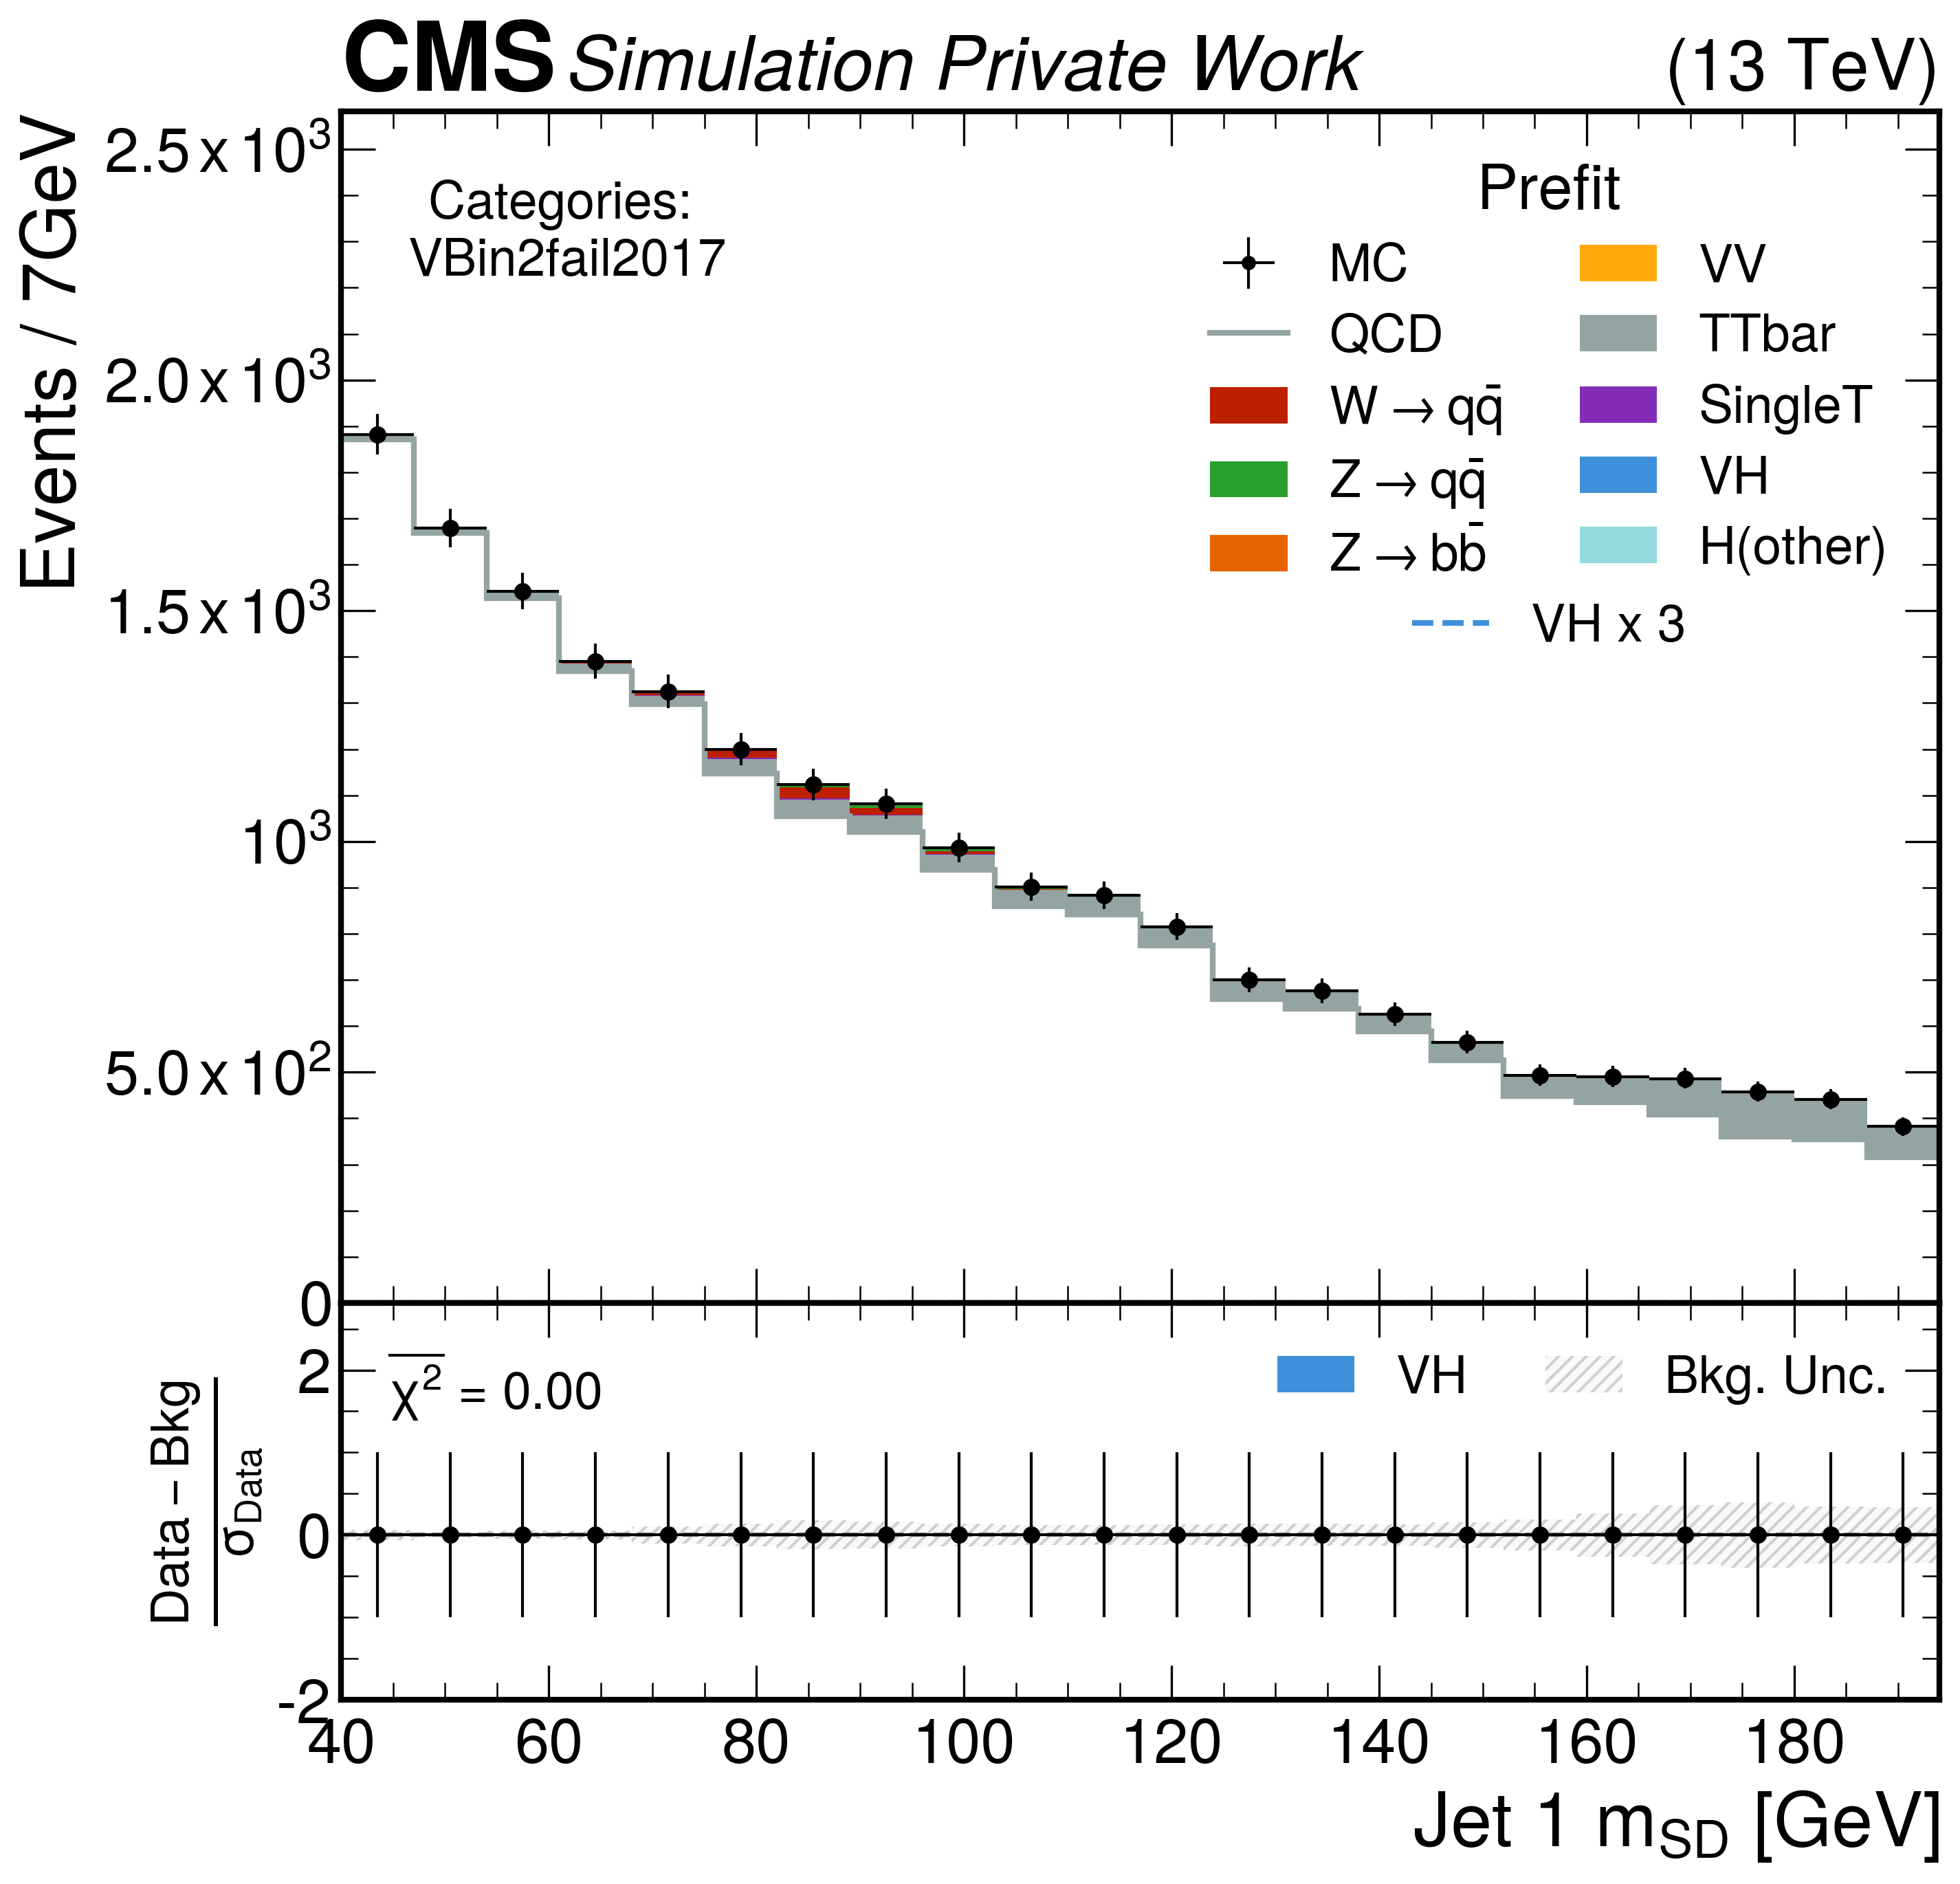 CMS Simulation Private Work (13 TeV)
Events / 7GeV
2.5 x 10³
2.0 x 10³
1.5 x 10³
10³
5.0 x 10²
0
Categories:
VBin2fail2017
Prefit
MC VV
QCD TTbar
W → qq̄ SingleT
Z → qq̄ VH
Z → bb̄ H(other)
VH x 3
Data − Bkg
σ_Data
2
0
-2
χ̅² = 0.00
VH Bkg. Unc.
40 60 80 100 120 140 160 180
Jet 1 m_SD [GeV]